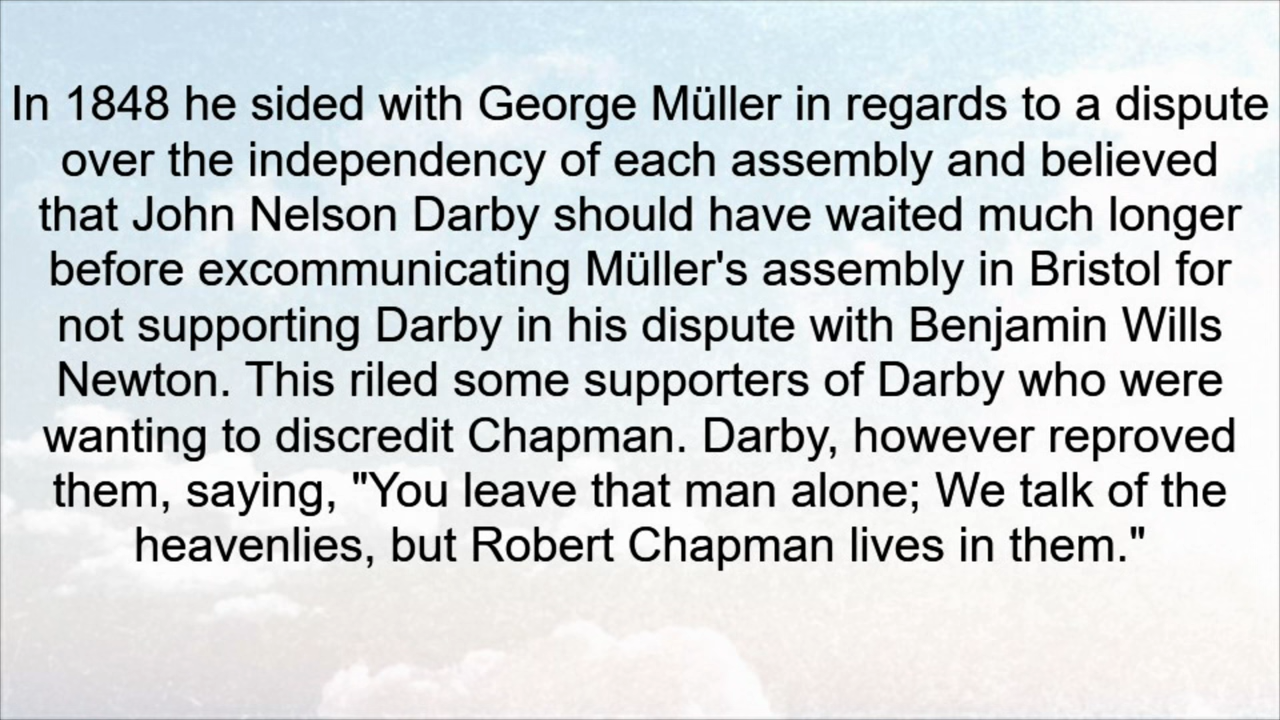 In 1848 he sided with George Müller in regards to a dispute
over the independency of each assembly and believed
that John Nelson Darby should have waited much longer
before excommunicating Müller's assembly in Bristol for
not supporting Darby in his dispute with Benjamin Wills
Newton. This riled some supporters of Darby who were
wanting to discredit Chapman. Darby, however reproved
them, saying, "You leave that man alone; We talk of the
heavenlies, but Robert Chapman lives in them."